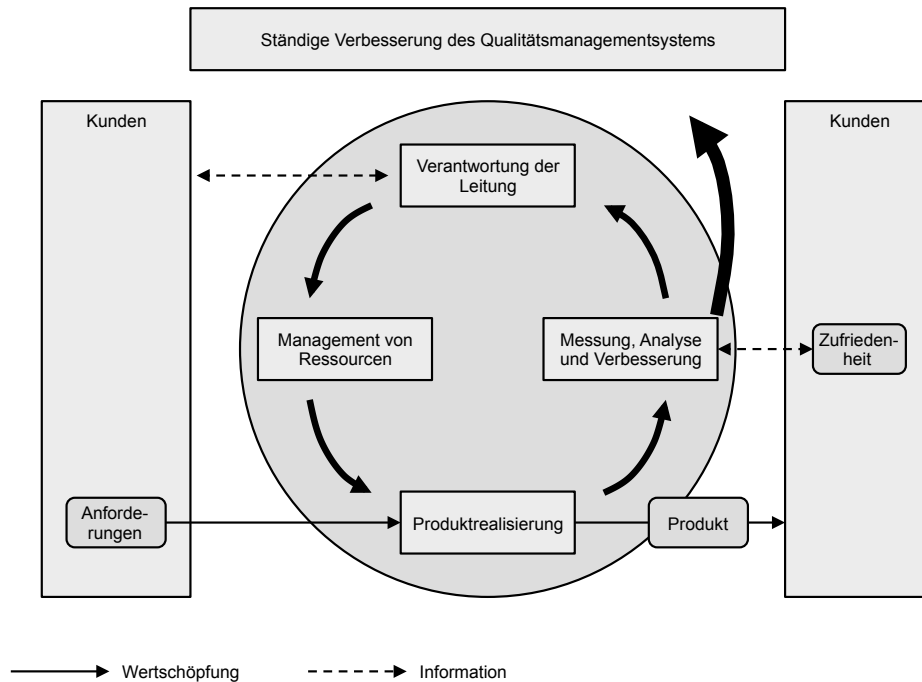 Ständige Verbesserung des Qualitätsmanagementsystems
Kunden
Kunden
Verantwortung der
Leitung
Management von
Ressourcen
Messung, Analyse
und Verbesserung
Zufrieden-
heit
Anforde-
rungen
Produktrealisierung
Produkt
Wertschöpfung
Information